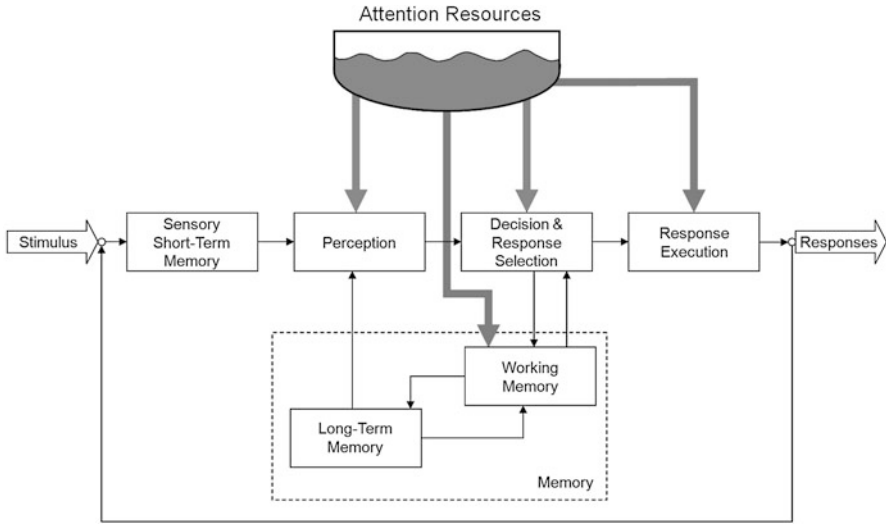 Attention Resources
Stimulus
Sensory
Short-Term
Memory
Perception
Decision &
Response
Selection
Response
Execution
Responses
Working
Memory
Long-Term
Memory
Memory